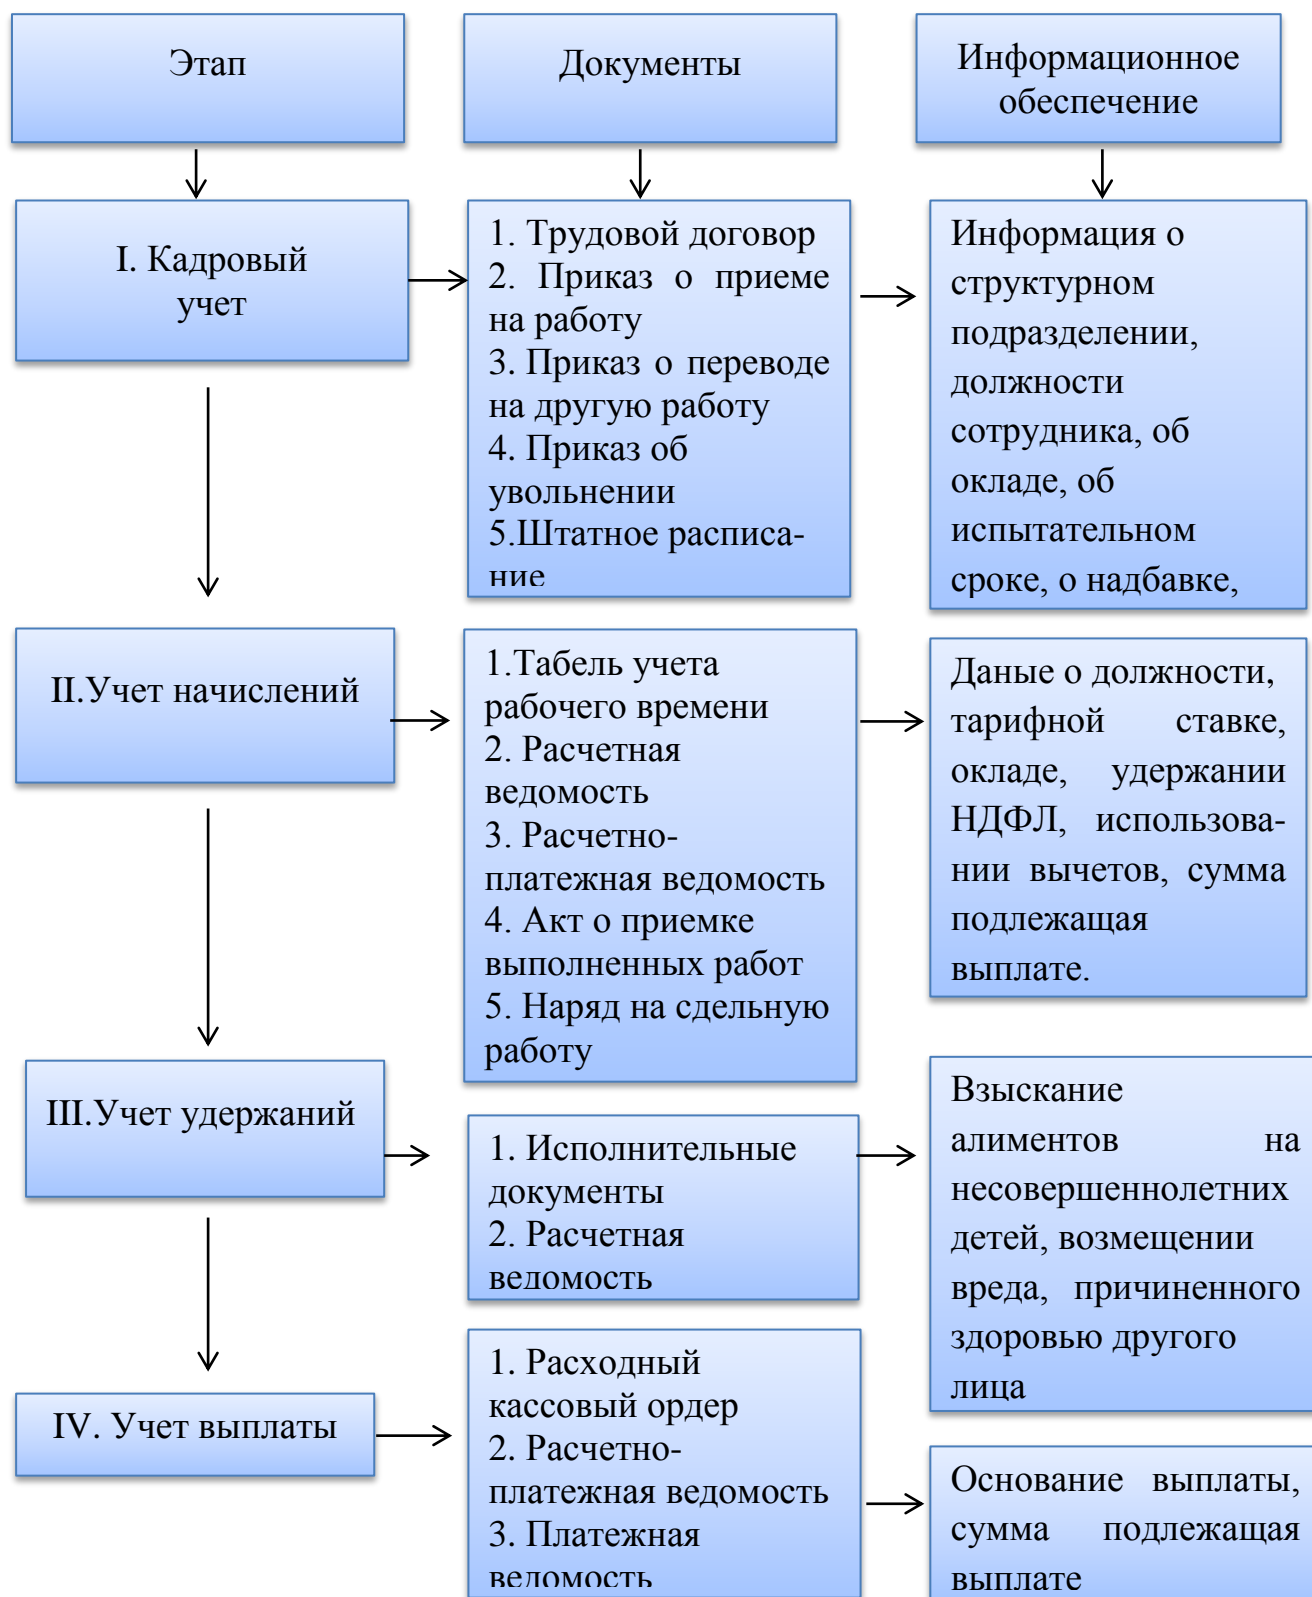 Этап
Документы
Информационное
обеспечение
I. Кадровый
учет
1. Трудовой договор
2. Приказ о приеме
на работу
3. Приказ о переводе
на другую работу
4. Приказ об
увольнении
5.Штатное расписа-
ние
Информация о
структурном
подразделении,
должности
сотрудника, об
окладе, об
испытательном
сроке, о надбавке,
II.Учет начислений
1.Табель учета
рабочего времени
2. Расчетная
ведомость
3. Расчетно-
платежная ведомость
4. Акт о приемке
выполненных работ
5. Наряд на сдельную
работу
Даные о должности,
тарифной ставке,
окладе, удержании
НДФЛ, использова-
нии вычетов, сумма
подлежащая
выплате.
III.Учет удержаний
1. Исполнительные
документы
2. Расчетная
ведомость
Взыскание
алиментов на
несовершеннолетних
детей, возмещении
вреда, причиненного
здоровью другого
лица
IV. Учет выплаты
1. Расходный
кассовый ордер
2. Расчетно-
платежная ведомость
3. Платежная
ведомость
Основание выплаты,
сумма подлежащая
выплате